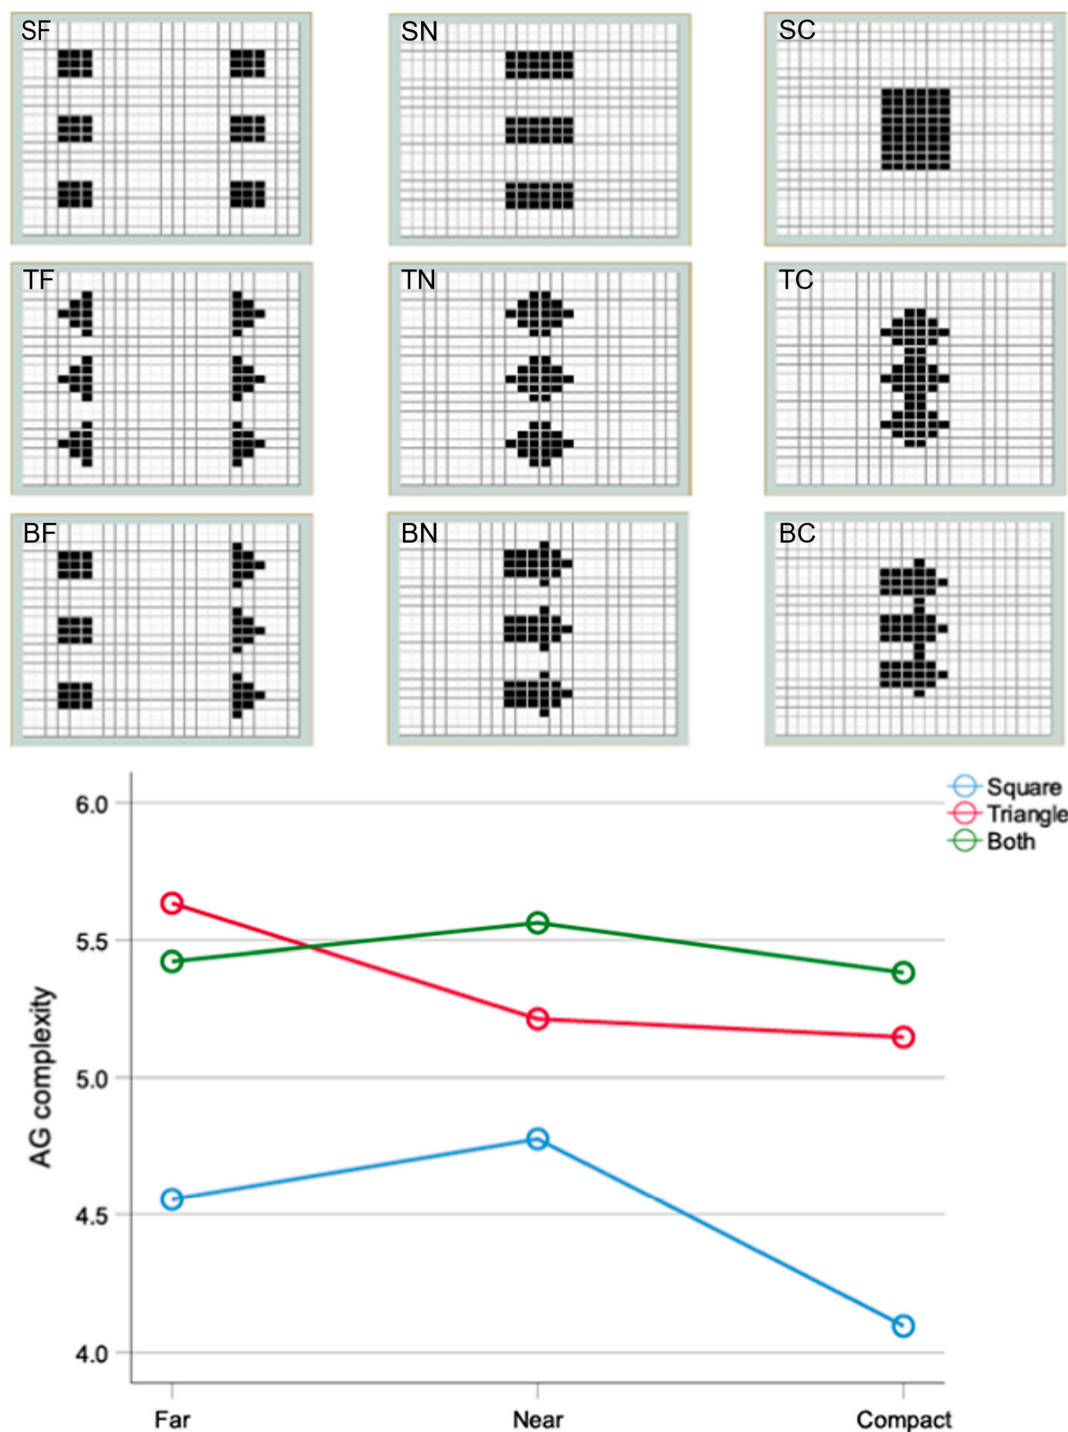 SF
SN
SC
TF
TN
TC
BF
BN
BC
Square
Triangle
Both
6.0
5.5
5.0
4.5
4.0
AG complexity
Far
Near
Compact